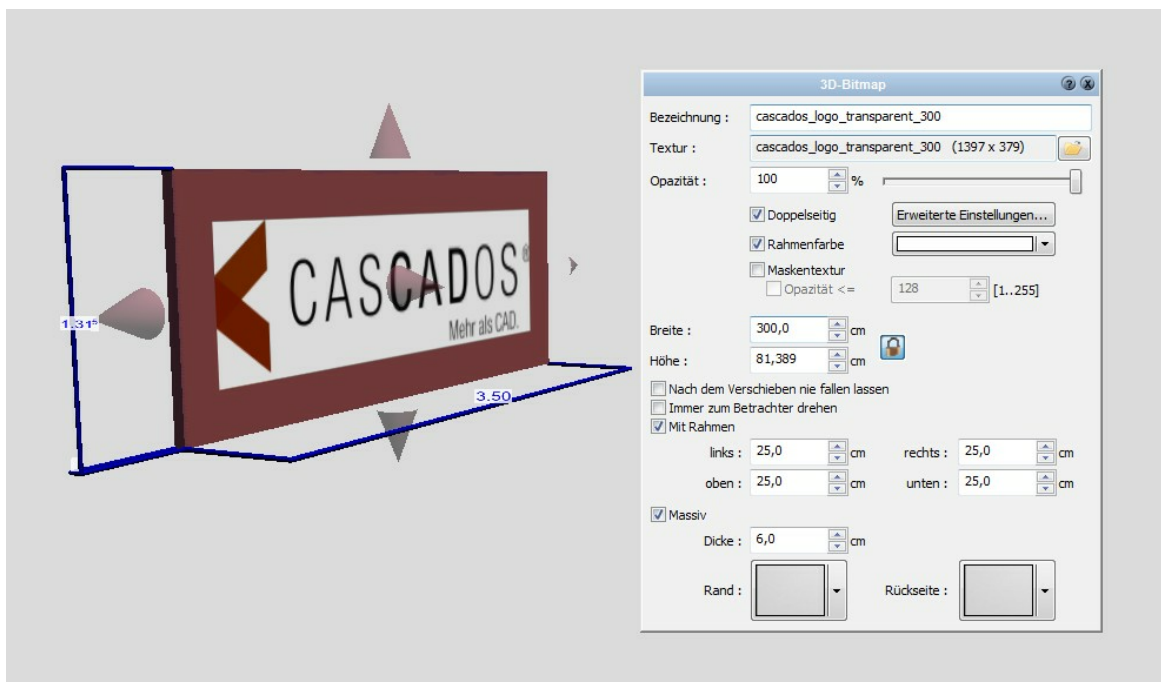 3D-Bitmap
Bezeichnung : cascados_logo_transparent_300
Textur : cascados_logo_transparent_300 (1397 x 379)
Opazität : 100 %
Doppelseitig Erweiterte Einstellungen...
Rahmenfarbe
Maskentextur
Opazität <= 128 [1..255]
Breite : 300,0 cm
Höhe : 81,389 cm
Nach dem Verschieben nie fallen lassen
Immer zum Betrachter drehen
Mit Rahmen
links : 25,0 cm rechts : 25,0 cm
oben : 25,0 cm unten : 25,0 cm
Massiv
Dicke : 6,0 cm
Rand : Rückseite :
CASCADOS®
Mehr als CAD.
1.31⁵
3.50